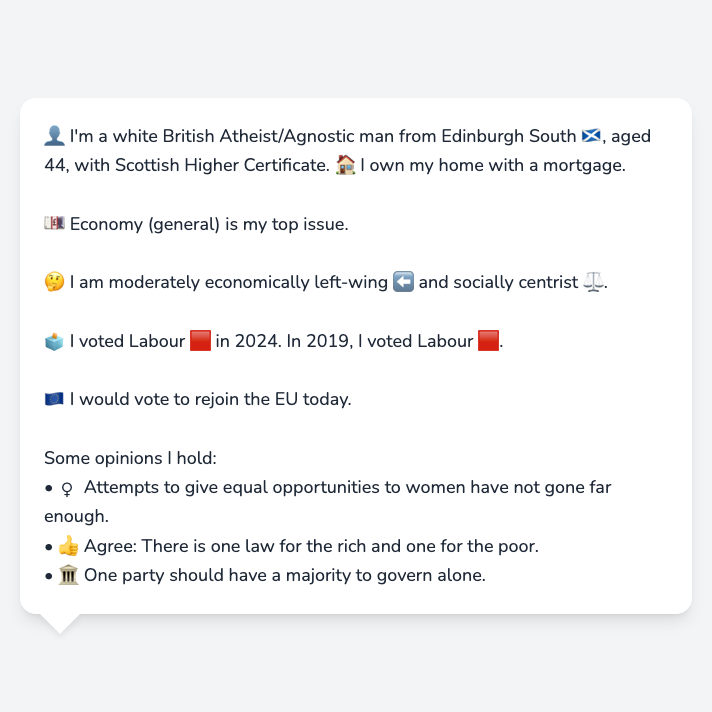 👤 I'm a white British Atheist/Agnostic man from Edinburgh South 🏴󠁧󠁢󠁳󠁣󠁴󠁿, aged
44, with Scottish Higher Certificate. 🏠 I own my home with a mortgage.
💷 Economy (general) is my top issue.
🤔 I am moderately economically left-wing ⬅️ and socially centrist ⚖️.
🗳️ I voted Labour 🟥 in 2024. In 2019, I voted Labour 🟥.
🇪🇺 I would vote to rejoin the EU today.
Some opinions I hold:
• ♀️ Attempts to give equal opportunities to women have not gone far
enough.
• 👍 Agree: There is one law for the rich and one for the poor.
• 🏛️ One party should have a majority to govern alone.